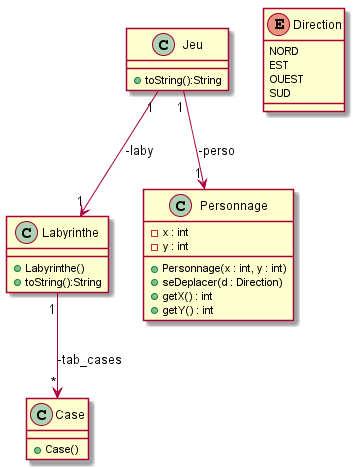 C Jeu
toString():String
E Direction
NORD
EST
OUEST
SUD
1
1
-laby
-perso
1
1
C Personnage
x : int
y : int
Personnage(x : int, y : int)
seDeplacer(d : Direction)
getX() : int
getY() : int
C Labyrinthe
Labyrinthe()
toString():String
1
-tab_cases
*
C Case
Case()